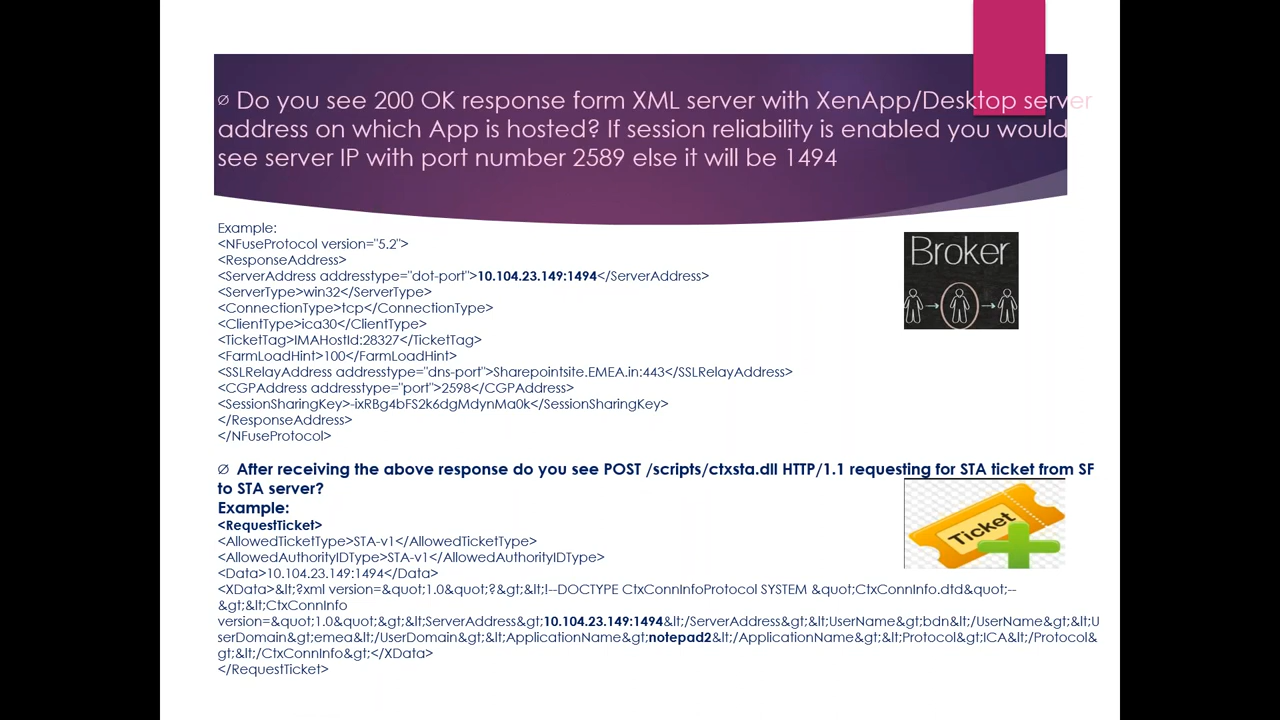 ∅ Do you see 200 OK response form XML server with XenApp/Desktop server
address on which App is hosted? If session reliability is enabled you would
see server IP with port number 2589 else it will be 1494
Example:
<NFuseProtocol version="5.2">
<ResponseAddress>
<ServerAddress addresstype="dot-port">10.104.23.149:1494</ServerAddress>
<ServerType>win32</ServerType>
<ConnectionType>tcp</ConnectionType>
<ClientType>ica30</ClientType>
<TicketTag>IMAHostId:28327</TicketTag>
<FarmLoadHint>100</FarmLoadHint>
<SSLRelayAddress addresstype="dns-port">Sharepointsite.EMEA.in:443</SSLRelayAddress>
<CGPAddress addresstype="port">2598</CGPAddress>
<SessionSharingKey>-ixRBg4bFS2k6dgMdynMa0k</SessionSharingKey>
</ResponseAddress>
</NFuseProtocol>
Broker
∅ After receiving the above response do you see POST /scripts/ctxsta.dll HTTP/1.1 requesting for STA ticket from SF
to STA server?
Example:
<RequestTicket>
<AllowedTicketType>STA-v1</AllowedTicketType>
<AllowedAuthorityIDType>STA-v1</AllowedAuthorityIDType>
<Data>10.104.23.149:1494</Data>
<XData>&lt;?xml version=&quot;1.0&quot;?&gt;&lt;!--DOCTYPE CtxConnInfoProtocol SYSTEM &quot;CtxConnInfo.dtd&quot;--
&gt;&lt;CtxConnInfo
version=&quot;1.0&quot;&gt;&lt;ServerAddress&gt;10.104.23.149:1494&lt;/ServerAddress&gt;&lt;UserName&gt;bdn&lt;/UserName&gt;&lt;U
serDomain&gt;emea&lt;/UserDomain&gt;&lt;ApplicationName&gt;notepad2&lt;/ApplicationName&gt;&lt;Protocol&gt;ICA&lt;/Protocol&
gt;&lt;/CtxConnInfo&gt;</XData>
</RequestTicket>
Ticket